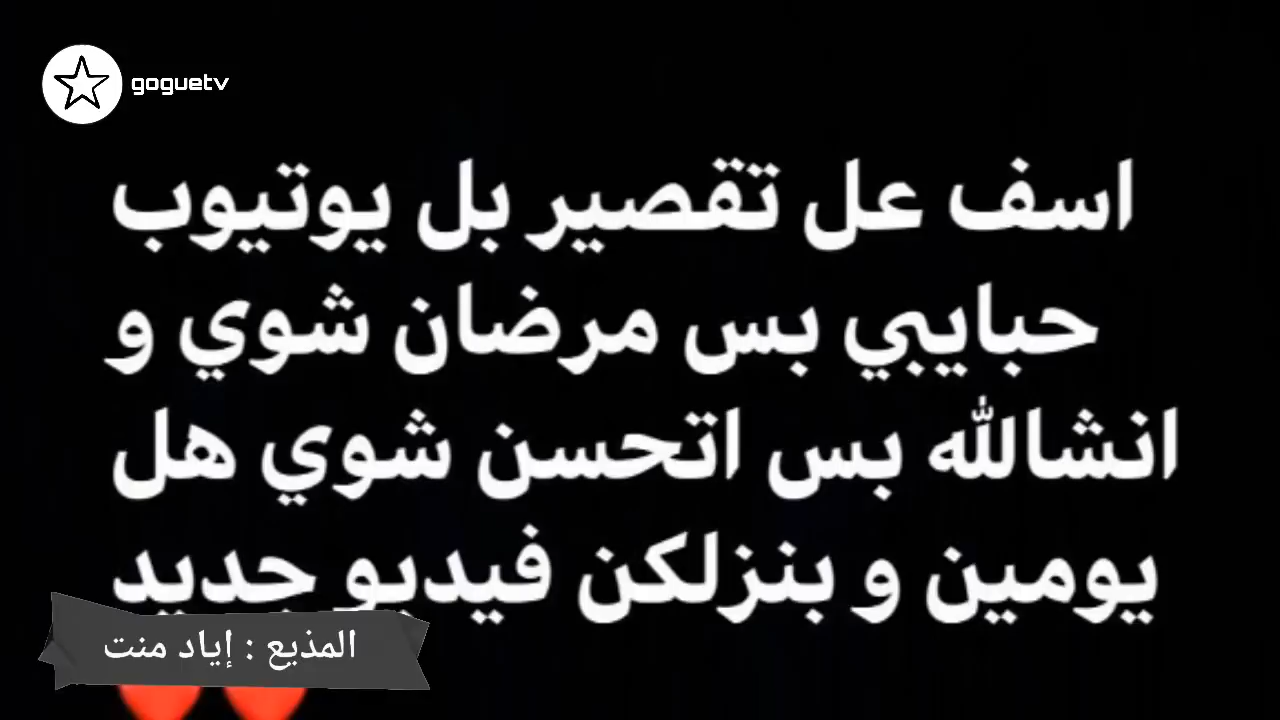 goguetv
اسف عل تقصير بل يوتيوب
حبايبي بس مرضان شوي و
انشالله بس اتحسن شوي هل
يومين و بنزلكن فيديو جديد
المذيع : إياد منت